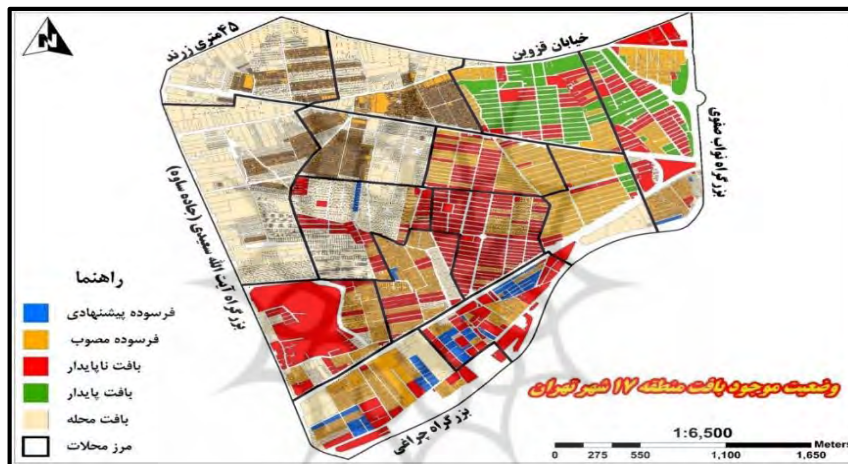 N
۴۵متری زرند
خیابان قزوین
بزرگراه نواب صفوی
بزرگراه آیت الله سعیدی (جاده ساوه)
بزرگراه چراغی
راهنما
فرسوده پیشنهادی
فرسوده مصوب
بافت ناپایدار
بافت پایدار
بافت محله
مرز محلات
وضعیت موجود بافت منطقه ۱۷ شهر تهران
1:6,500
Meters
0 275 550 1,100 1,650